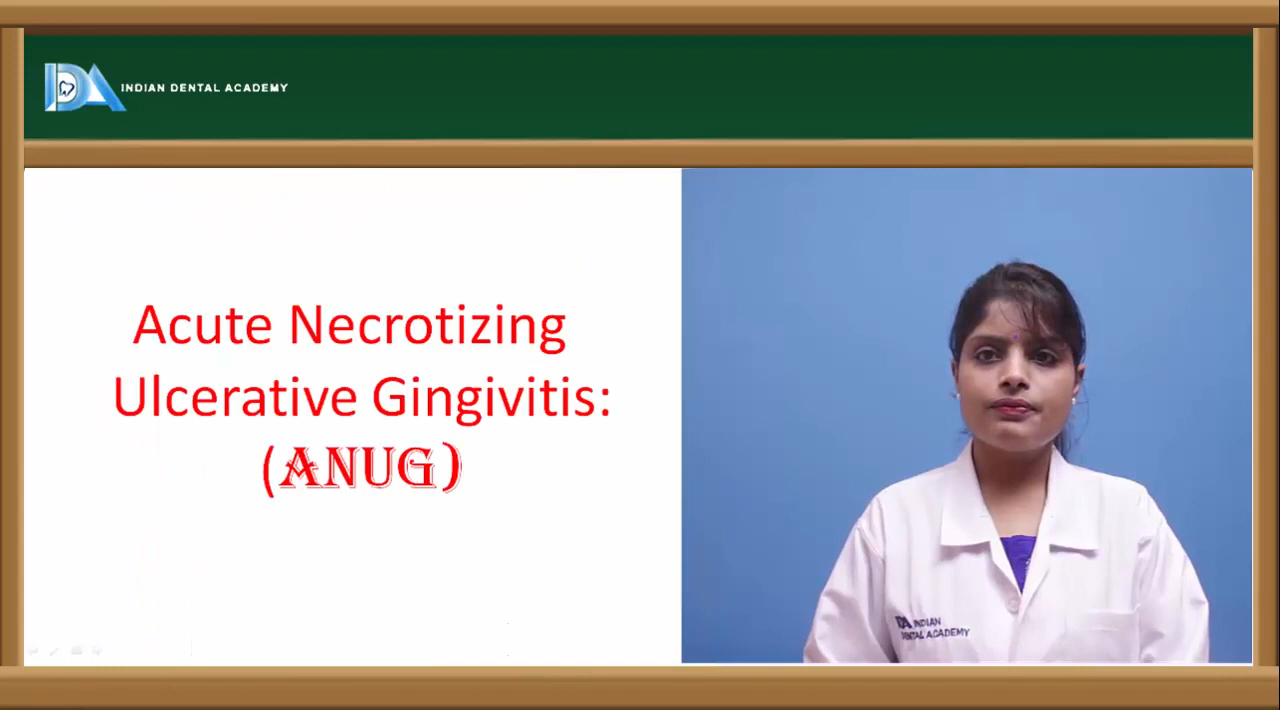 INDIAN DENTAL ACADEMY
Acute Necrotizing
Ulcerative Gingivitis:
(ANUG)
INDIAN
DENTAL ACADEMY